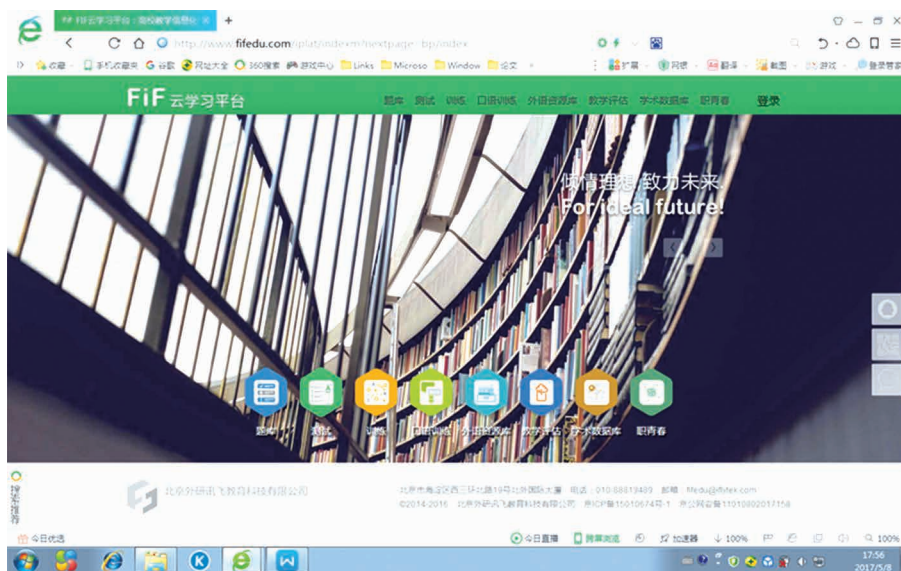 FiF云学习平台：高校教学信息化
http://www.fifedu.com/iplat/indexm/nextpage_bp/index
收藏 手机收藏夹 谷歌 网址大全 360搜索 游戏中心 Links Microso Window 论文 扩展 网银 翻译 截图 游戏 登录管家
FiF云学习平台 题库 测试 训练 口语训练 外语资源库 教学评估 学术数据库 职青春 登录
倾情理想,致力未来.
For ideal future!
题库 测试 训练 口语训练 外语资源库 教学评估 学术数据库 职青春
搜索推荐
北京外研讯飞教育科技有限公司
北京市海淀区西三环北路19号北外国际大厦 电话：010-88819489 邮箱：fifedu@iflytek.com
©2014-2016 北京外研讯飞教育科技有限公司 京ICP备15010674号-1 京公网安备11010802017158
今日优选 今日直播 跨屏浏览 加速器 100% 100%
17:56
2017/5/8